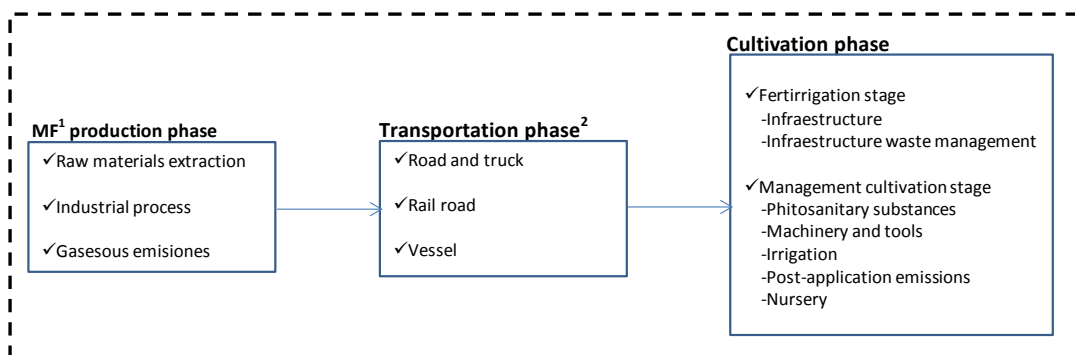 MF¹ production phase
✓Raw materials extraction
✓Industrial process
✓Gasesous emisiones
Transportation phase²
✓Road and truck
✓Rail road
✓Vessel
Cultivation phase
✓Fertirrigation stage
-Infraestructure
-Infraestructure waste management
✓Management cultivation stage
-Phitosanitary substances
-Machinery and tools
-Irrigation
-Post-application emissions
-Nursery